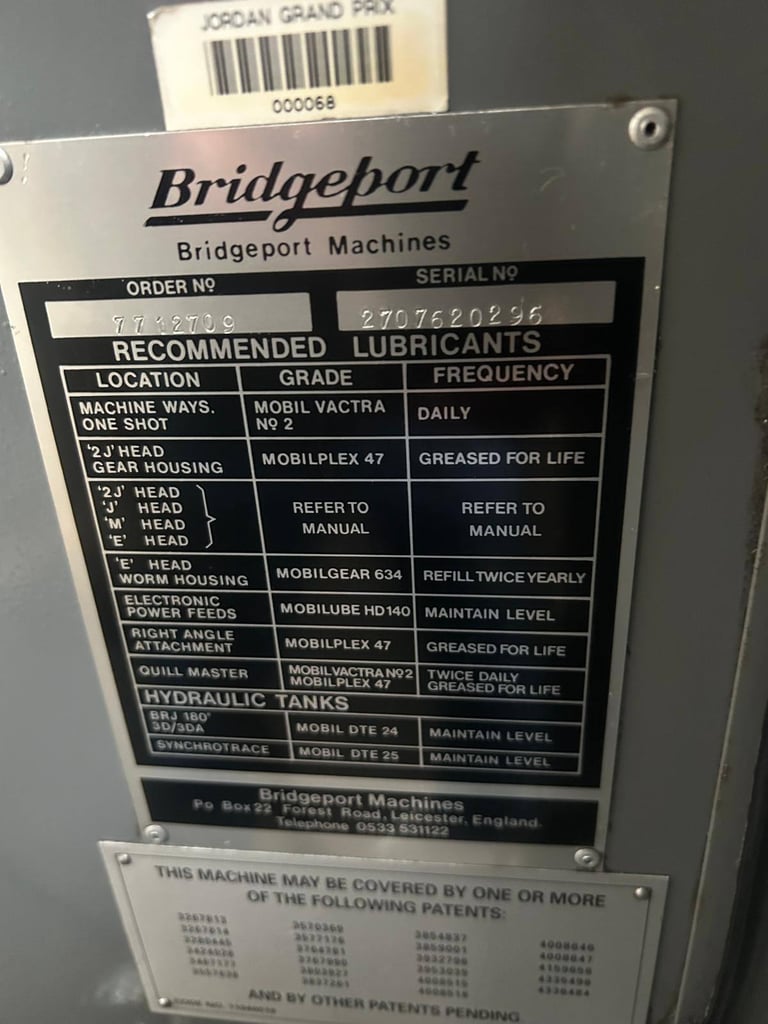 JORDAN GRAND PRIX
000068
Bridgeport
Bridgeport Machines
ORDER Nº SERIAL Nº
7712709 2707620295
RECOMMENDED LUBRICANTS
LOCATION GRADE FREQUENCY
MACHINE WAYS. ONE SHOT MOBIL VACTRA Nº 2 DAILY
'2J' HEAD GEAR HOUSING MOBILPLEX 47 GREASED FOR LIFE
'2J' HEAD
'J' HEAD
'M' HEAD
'E' HEAD
REFER TO MANUAL REFER TO MANUAL
'E' HEAD WORM HOUSING MOBILGEAR 634 REFILL TWICE YEARLY
ELECTRONIC POWER FEEDS MOBILUBE HD140 MAINTAIN LEVEL
RIGHT ANGLE ATTACHMENT MOBILPLEX 47 GREASED FOR LIFE
QUILL MASTER MOBILVACTRA Nº2 MOBILPLEX 47 TWICE DAILY GREASED FOR LIFE
HYDRAULIC TANKS
BRJ 180' 3D/3DA MOBIL DTE 24 MAINTAIN LEVEL
SYNCHROTRACE MOBIL DTE 25 MAINTAIN LEVEL
Bridgeport Machines
Po Box 22 Forest Road, Leicester, England.
Telephone 0533 531122
THIS MACHINE MAY BE COVERED BY ONE OR MORE
OF THE FOLLOWING PATENTS:
AND BY OTHER PATENTS PENDING